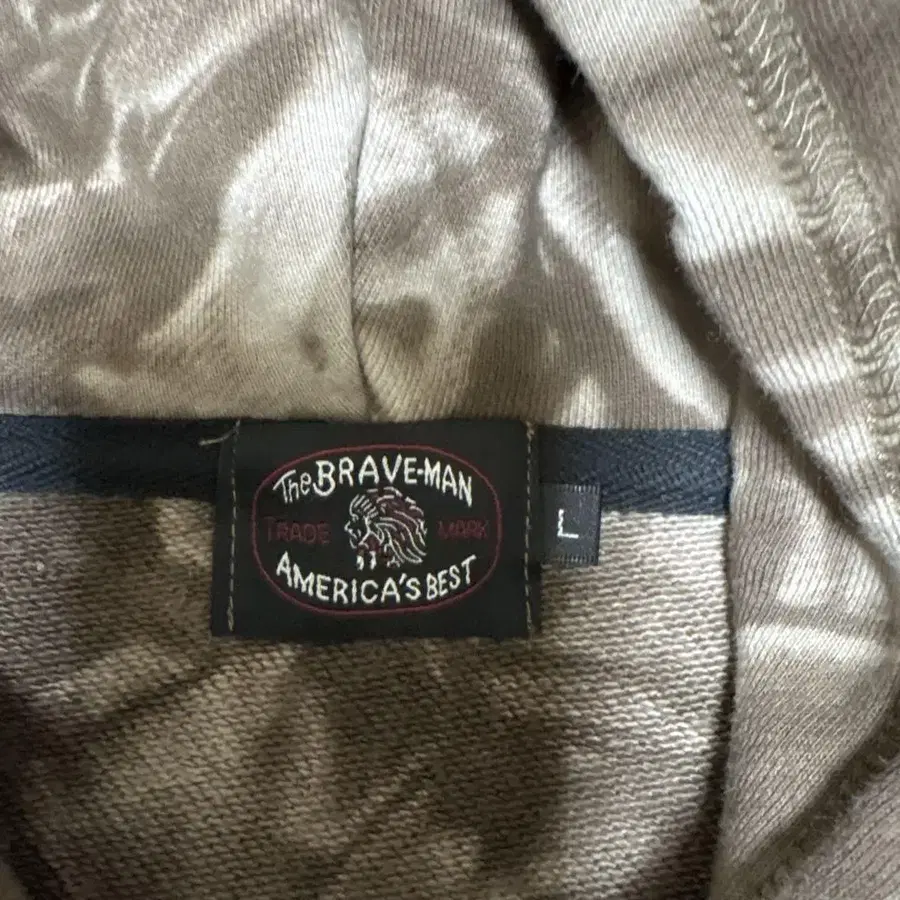 The BRAVE-MAN
TRADE MARK
AMERICA'S BEST
L